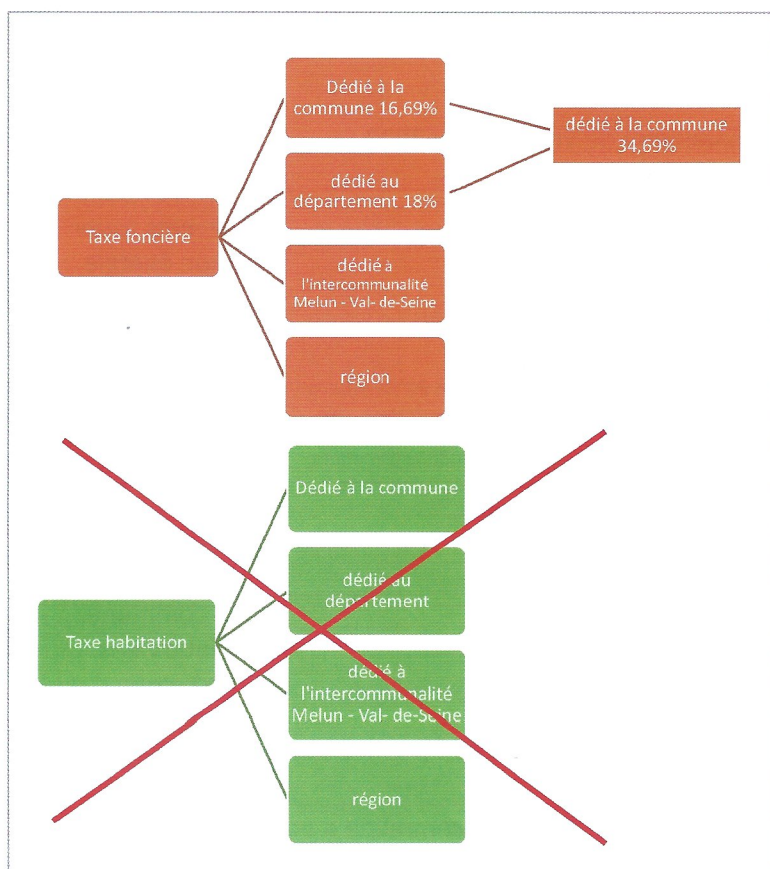 Dédié à la
commune 16,69%
dédié à la commune
34,69%
dédié au
département 18%
Taxe foncière
dédié à
l'intercommunalité
Melun - Val- de-Seine
région
Dédié à la commune
dédié au
département
Taxe habitation
dédié à
l'intercommunalité
Melun - Val- de-Seine
région